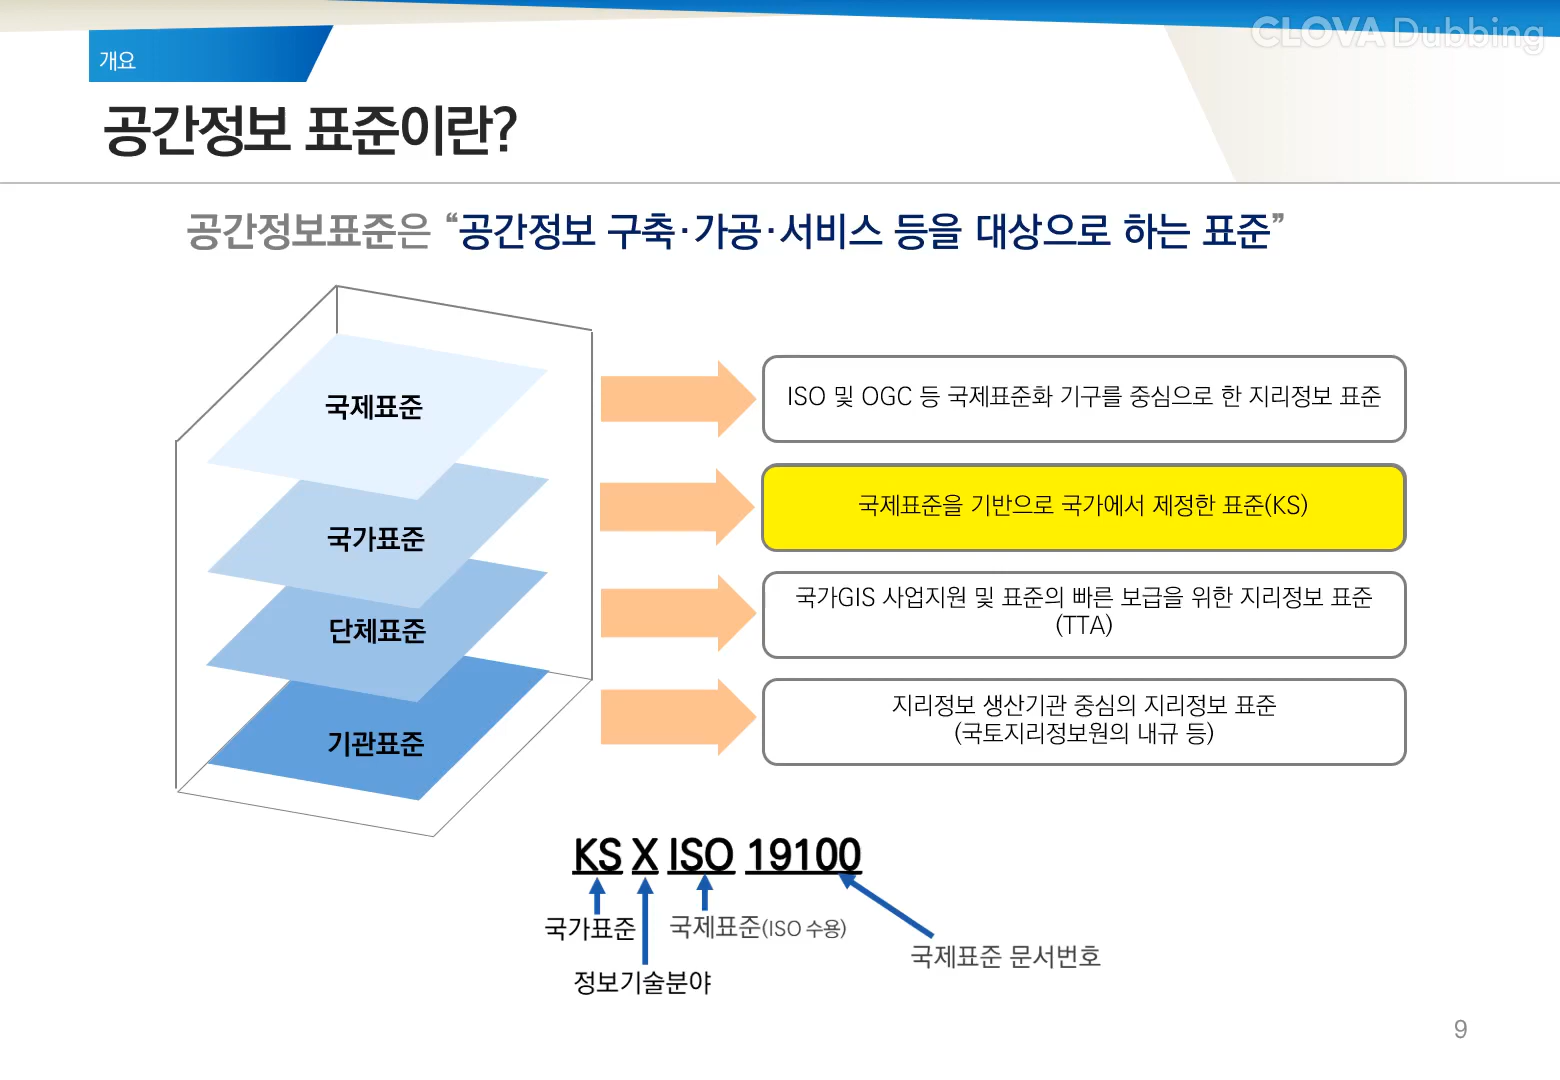 CLOVA Dubbing
개요
공간정보 표준이란?
공간정보표준은 “공간정보 구축·가공·서비스 등을 대상으로 하는 표준”
국제표준
ISO 및 OGC 등 국제표준화 기구를 중심으로 한 지리정보 표준
국가표준
국제표준을 기반으로 국가에서 제정한 표준(KS)
단체표준
국가GIS 사업지원 및 표준의 빠른 보급을 위한 지리정보 표준
(TTA)
기관표준
지리정보 생산기관 중심의 지리정보 표준
(국토지리정보원의 내규 등)
KS X ISO 19100
국가표준
국제표준(ISO 수용)
국제표준 문서번호
정보기술분야
9